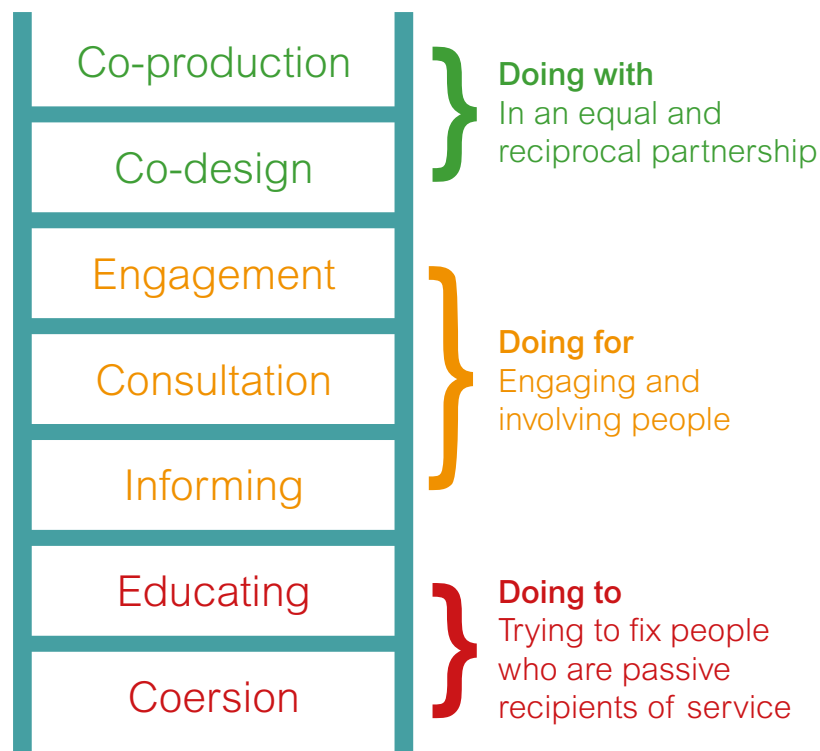 Co-production
Co-design
Doing with
In an equal and
reciprocal partnership
Engagement
Consultation
Informing
Doing for
Engaging and
involving people
Educating
Coersion
Doing to
Trying to fix people
who are passive
recipients of service